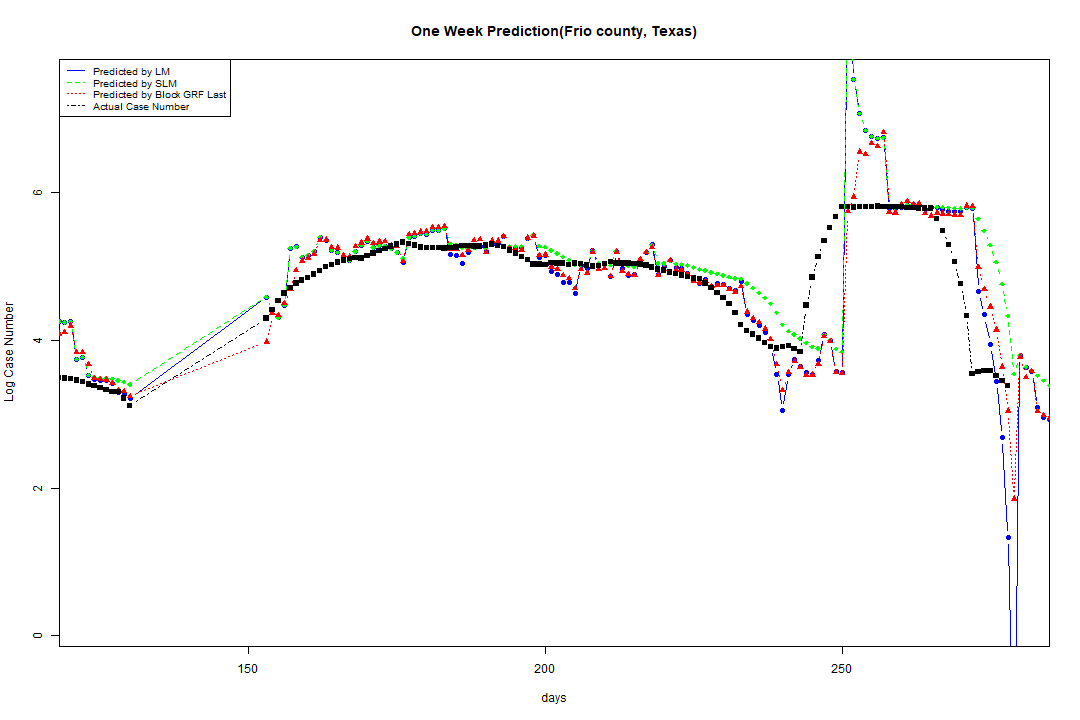 One Week Prediction(Frio county, Texas)
Predicted by LM
Predicted by SLM
Predicted by Block GRF Last
Actual Case Number
6
4
2
0
Log Case Number
150 200 250
days